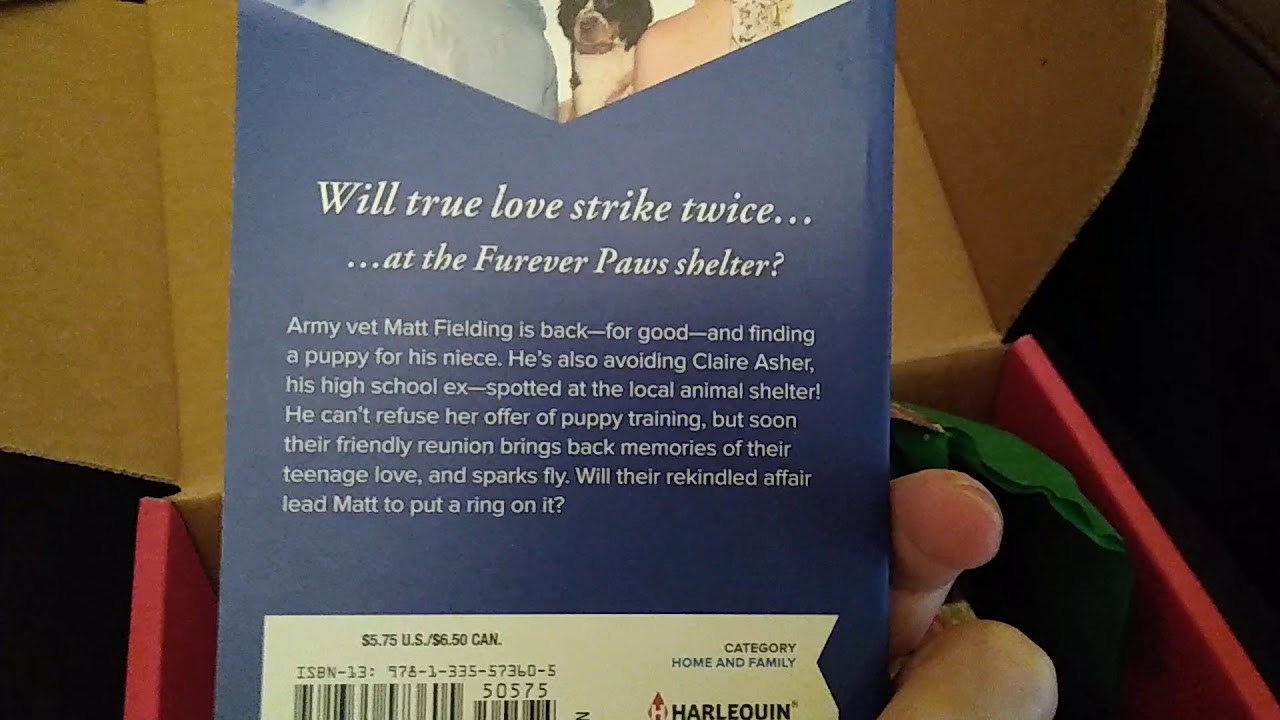 Will true love strike twice…
…at the Furever Paws shelter?
Army vet Matt Fielding is back—for good—and finding
a puppy for his niece. He's also avoiding Claire Asher,
his high school ex—spotted at the local animal shelter!
He can't refuse her offer of puppy training, but soon
their friendly reunion brings back memories of their
teenage love, and sparks fly. Will their rekindled affair
lead Matt to put a ring on it?
$5.75 U.S./$6.50 CAN.
ISBN-13: 978-1-335-57360-5
50575
CATEGORY
HOME AND FAMILY
H HARLEQUIN®